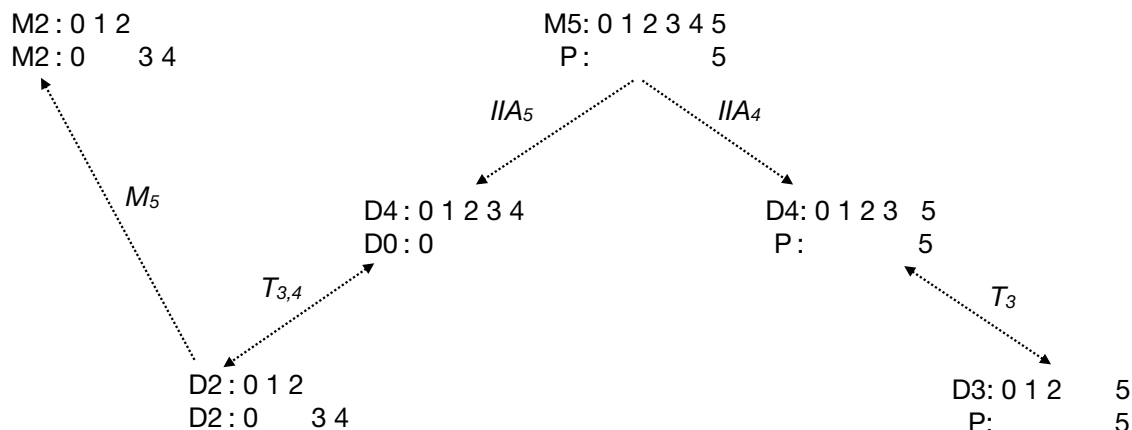 M2 : 0 1 2
M2 : 0 3 4
M5: 0 1 2 3 4 5
P : 5
IIA5
IIA4
M5
D4 : 0 1 2 3 4
D0 : 0
D4: 0 1 2 3 5
P : 5
T3,4
T3
D2 : 0 1 2
D2 : 0 3 4
D3: 0 1 2 5
P: 5